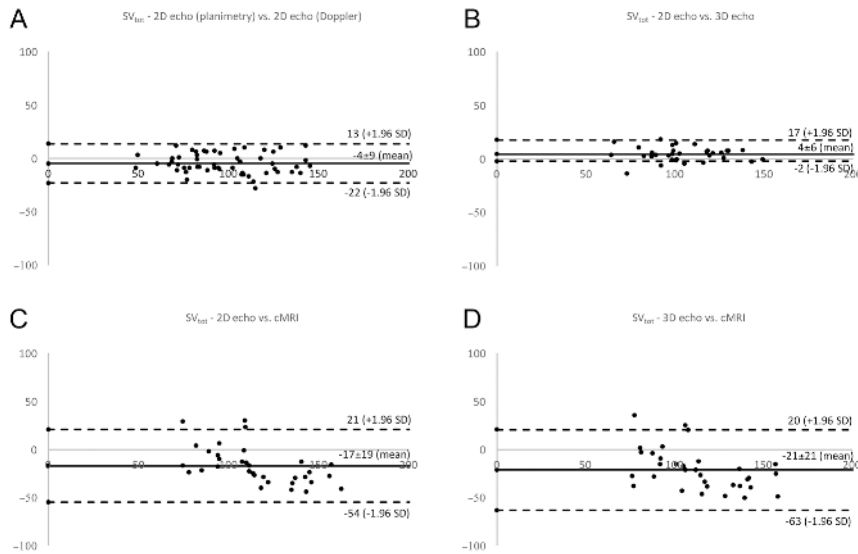 A
SVtot - 2D echo (planimetry) vs. 2D echo (Doppler)
100
50
13 (+1.96 SD)
0
-4±9 (mean)
0 50 100 150 200
-22 (-1.96 SD)
−50
−100
B
SVtot - 2D echo vs. 3D echo
100
50
17 (+1.96 SD)
4±6 (mean)
0
-2 (-1.96 SD)
0 50 100 150 200
−50
−100
C
SVtot - 2D echo vs. cMRI
100
50
21 (+1.96 SD)
0
-17±19 (mean)
0 50 100 150 200
−50
-54 (-1.96 SD)
−100
D
SVtot - 3D echo vs. cMRI
100
50
20 (+1.96 SD)
0
-21±21 (mean)
0 50 100 150 200
−50
-63 (-1.96 SD)
−100